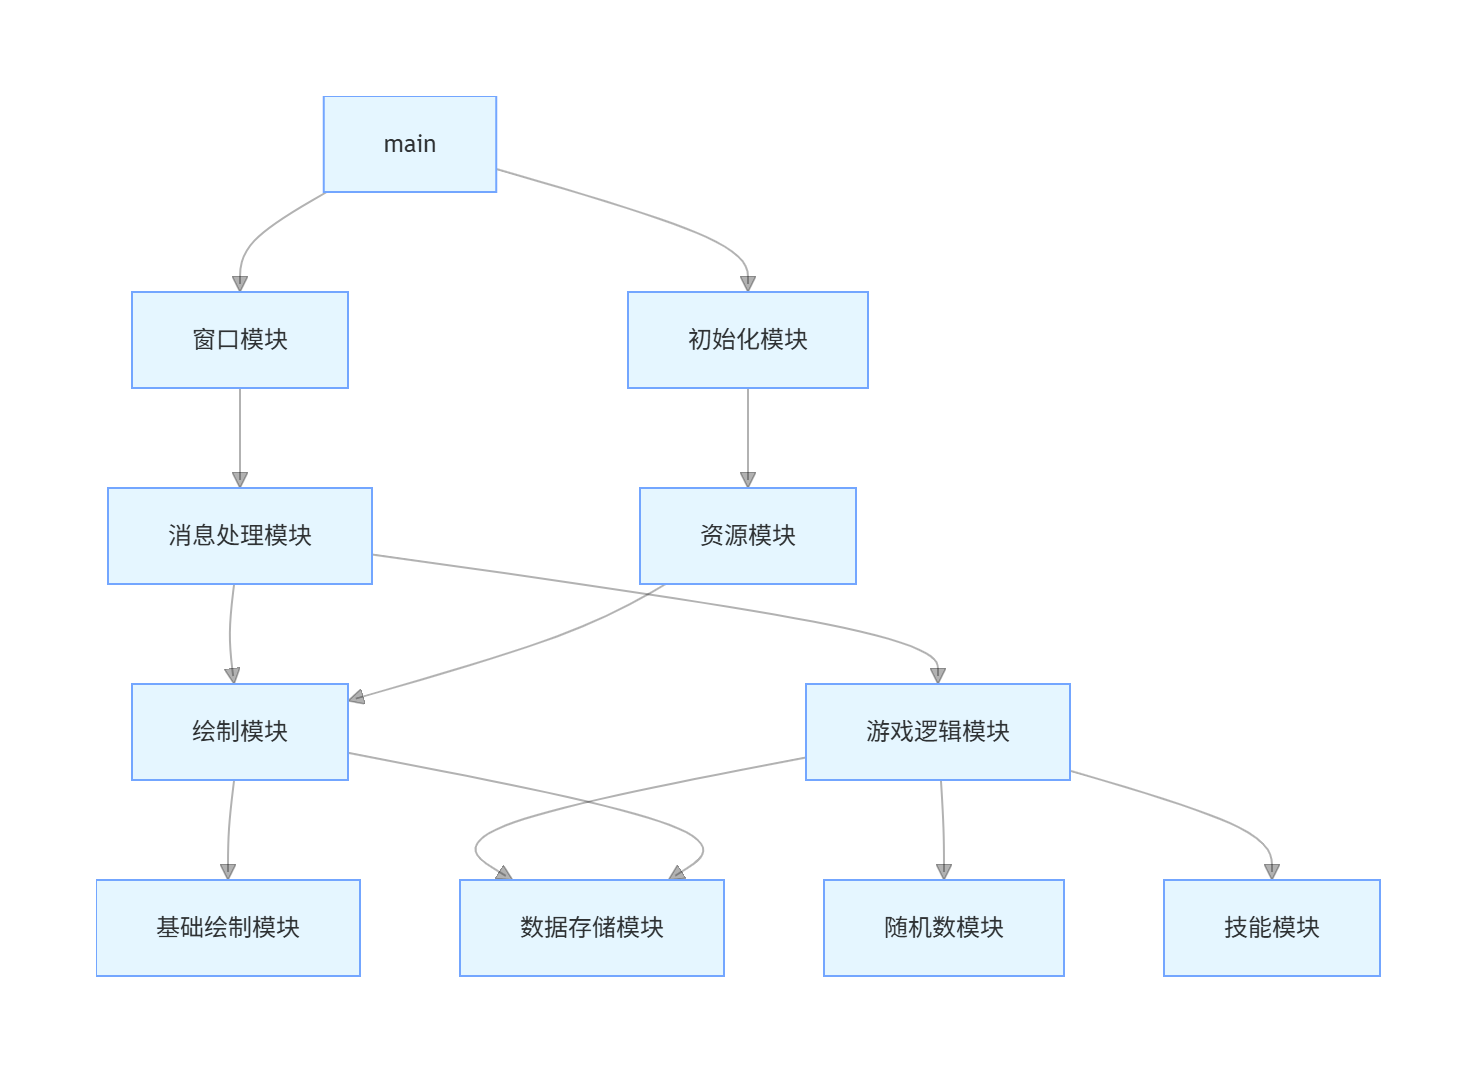 main
窗口模块
初始化模块
消息处理模块
资源模块
绘制模块
游戏逻辑模块
基础绘制模块
数据存储模块
随机数模块
技能模块